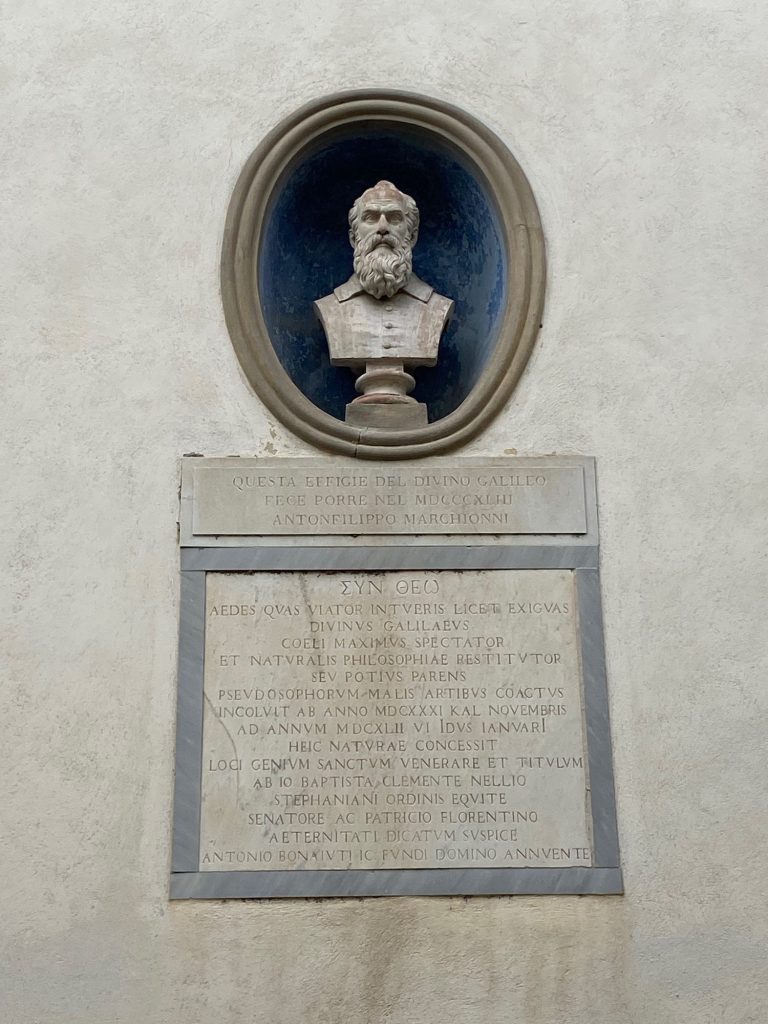 QUESTA EFFIGIE DEL DIVINO GALILEO
FECE PORRE NEL MDCCCXLIII
ANTONFILIPPO MARCHIONNI
ΣΥΝ ΘΕΩ
AEDES QVAS VIATOR INTVERIS LICET EXIGVAS
DIVINVS GALILAEVS
COELI MAXIMVS SPECTATOR
ET NATVRALIS PHILOSOPHIAE RESTITVTOR
SEV POTIVS PARENS
PSEVDOSOPHORVM MALIS ARTIBVS COACTVS
INCOLVIT AB ANNO MDCXXXI KAL NOVEMBRIS
AD ANNVM MDCXLII VI IDVS IANVARI
HEIC NATVRAE CONCESSIT
LOCI GENIVM SANCTVM VENERARE ET TITVLVM
AB IO BAPTISTA CLEMENTE NELLIO
STEPHANIANI ORDINIS EQVITE
SENATORE AC PATRICIO FLORENTINO
AETERNITATI DICATVM SVSPICE
ANTONIO BONAIVTI IC FVNDI DOMINO ANNVENTE